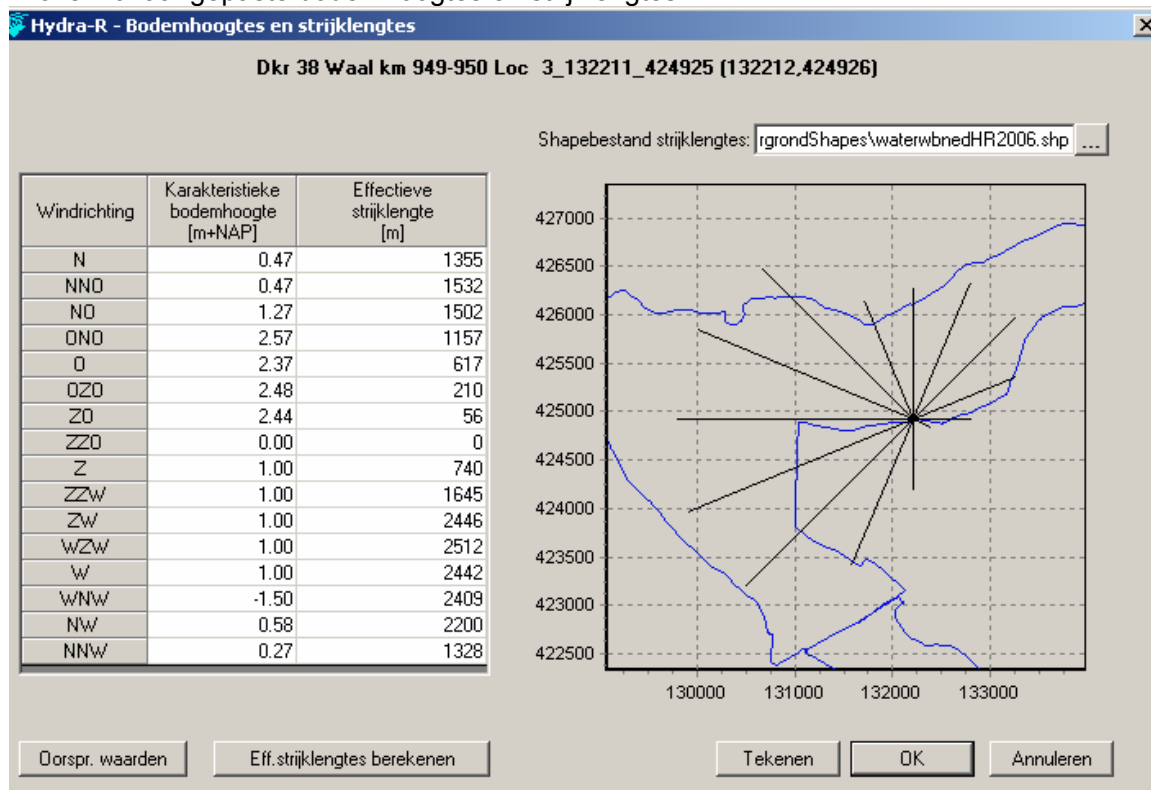 Hydra-R - Bodemhoogtes en strijklengtes
Dkr 38 Waal km 949-950 Loc 3_132211_424925 (132212,424926)
Shapebestand strijklengtes: rgrondShapes\waterwbnedHR2006.shp ...
Windrichting Karakteristieke bodemhoogte [m+NAP] Effectieve strijklengte [m]
N 0.47 1355
NNO 0.47 1532
NO 1.27 1502
ONO 2.57 1157
O 2.37 617
OZO 2.48 210
ZO 2.44 56
ZZO 0.00 0
Z 1.00 740
ZZW 1.00 1645
ZW 1.00 2446
WZW 1.00 2512
W 1.00 2442
WNW -1.50 2409
NW 0.58 2200
NNW 0.27 1328
427000
426500
426000
425500
425000
424500
424000
423500
423000
422500
130000 131000 132000 133000
Oorspr. waarden Eff.strijklengtes berekenen Tekenen OK Annuleren